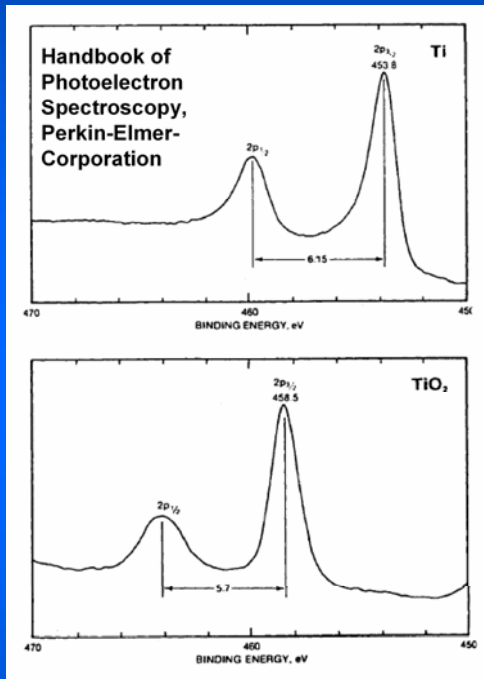 Handbook of
Photoelectron
Spectroscopy,
Perkin-Elmer-
Corporation
2p3/2
453.8
Ti
2p1/2
6.15
470
460
450
BINDING ENERGY, eV
2p3/2
458.5
TiO2
2p1/2
5.7
470
460
450
BINDING ENERGY, eV